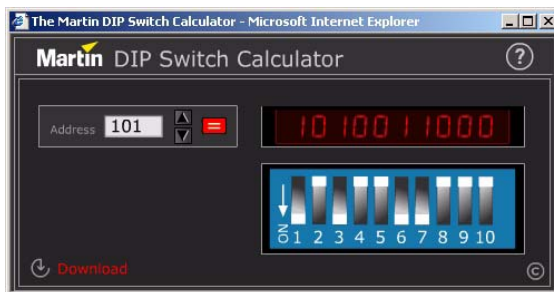 The Martin DIP Switch Calculator - Microsoft Internet Explorer
Martin DIP Switch Calculator ?
Address 101 =
1010011000
ON 1 2 3 4 5 6 7 8 9 10
Download ©